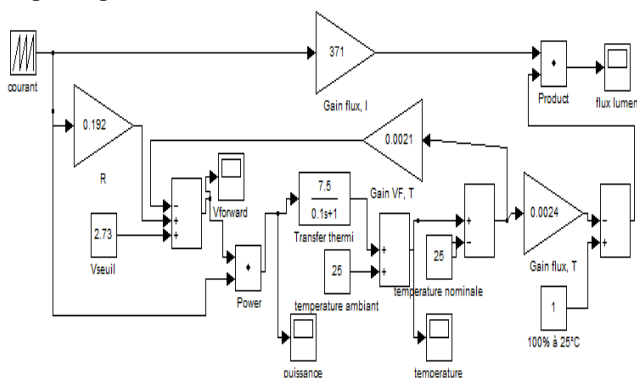 courant
371
Gain flux, I
Product
flux lumen
0.192
R
0.0021
Gain VF, T
Vforward
2.73
Vseuil
Power
7.5
0.1s+1
Transfer thermi
25
temperature ambiant
25
temperature nominale
0.0024
Gain flux, T
1
100% à 25°C
puissance
temperature